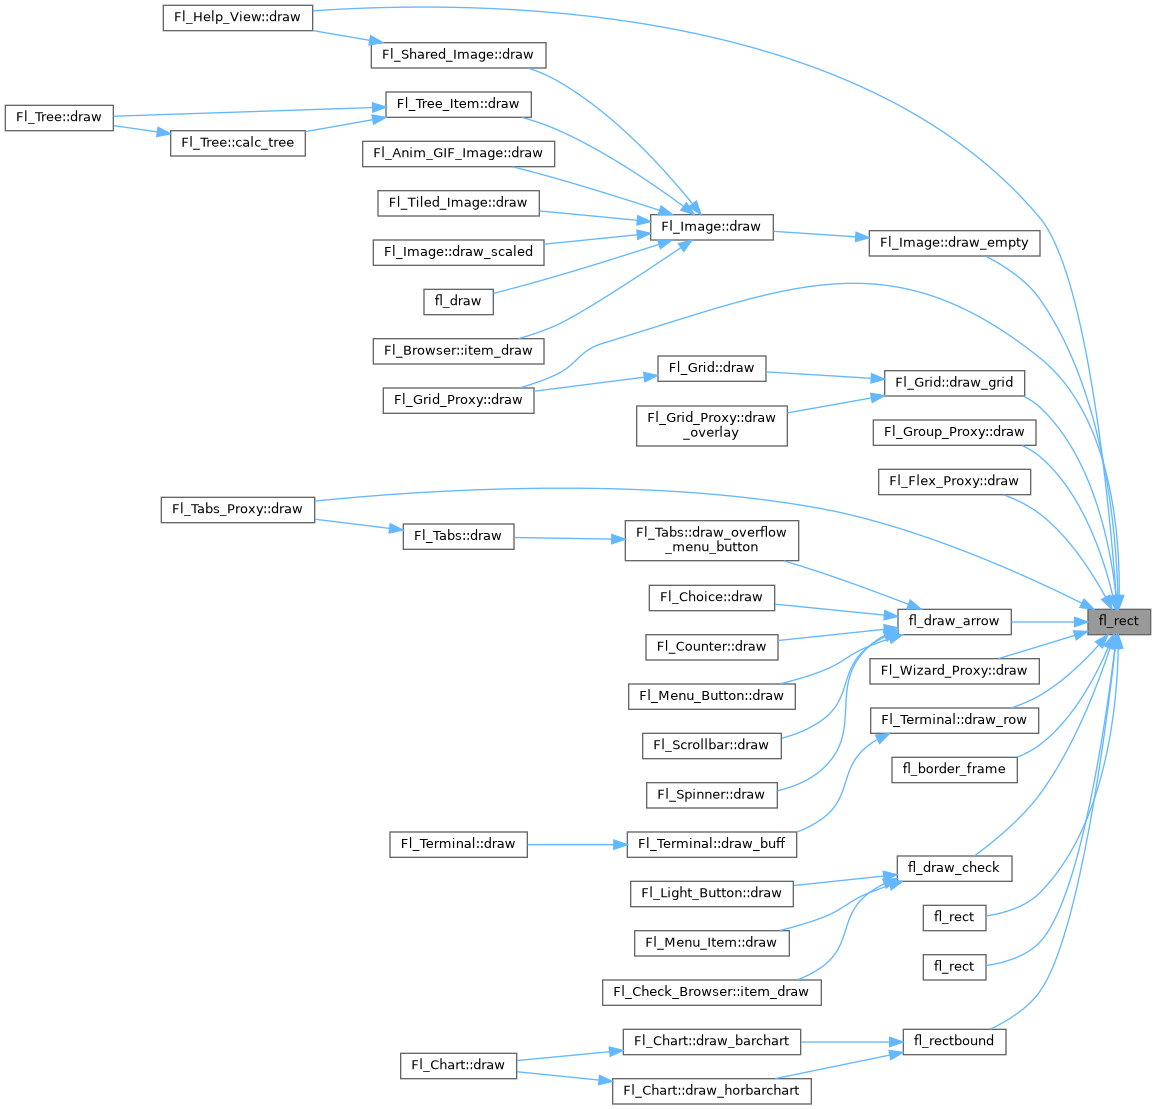 Fl_Help_View::draw
Fl_Shared_Image::draw
Fl_Tree_Item::draw
Fl_Tree::draw
Fl_Tree::calc_tree
Fl_Anim_GIF_Image::draw
Fl_Tiled_Image::draw
Fl_Image::draw
Fl_Image::draw_empty
Fl_Image::draw_scaled
fl_draw
Fl_Browser::item_draw
Fl_Grid::draw
Fl_Grid::draw_grid
Fl_Grid_Proxy::draw
Fl_Grid_Proxy::draw
_overlay
Fl_Group_Proxy::draw
Fl_Flex_Proxy::draw
Fl_Tabs_Proxy::draw
Fl_Tabs::draw
Fl_Tabs::draw_overflow
_menu_button
Fl_Choice::draw
fl_draw_arrow
fl_rect
Fl_Counter::draw
Fl_Wizard_Proxy::draw
Fl_Menu_Button::draw
Fl_Terminal::draw_row
Fl_Scrollbar::draw
fl_border_frame
Fl_Spinner::draw
Fl_Terminal::draw
Fl_Terminal::draw_buff
fl_draw_check
Fl_Light_Button::draw
fl_rect
Fl_Menu_Item::draw
fl_rect
Fl_Check_Browser::item_draw
Fl_Chart::draw_barchart
fl_rectbound
Fl_Chart::draw
Fl_Chart::draw_horbarchart